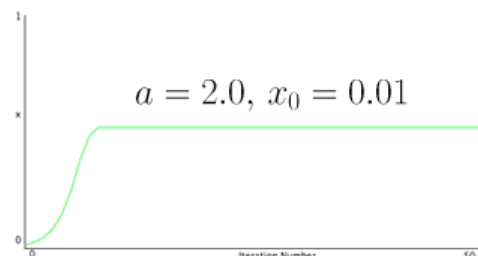 1
a = 2.0, x₀ = 0.01
x
0
0 Iteration Number 50